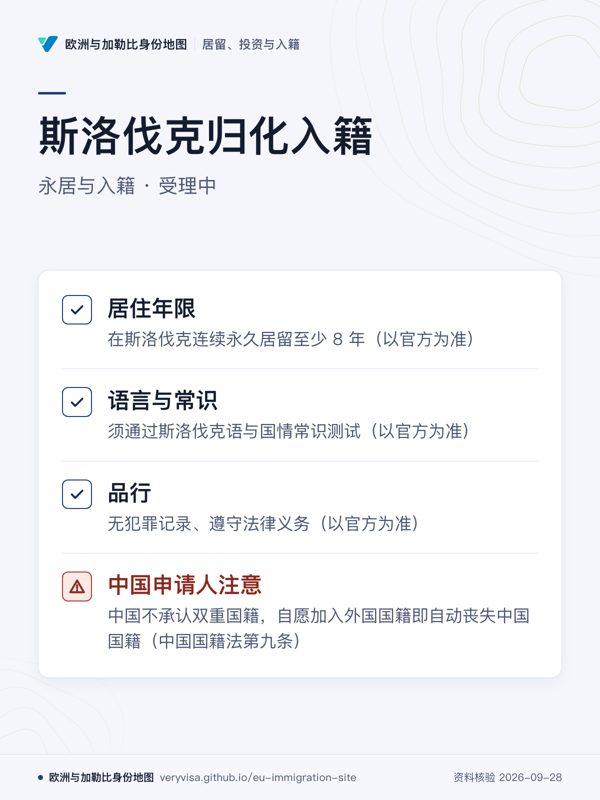 欧洲与加勒比身份地图 居留、投资与入籍
斯洛伐克归化入籍
永居与入籍 · 受理中
居住年限
在斯洛伐克连续永久居留至少 8 年（以官方为准）
语言与常识
须通过斯洛伐克语与国情常识测试（以官方为准）
品行
无犯罪记录、遵守法律义务（以官方为准）
中国申请人注意
中国不承认双重国籍，自愿加入外国国籍即自动丧失中国
国籍（中国国籍法第九条）
欧洲与加勒比身份地图 veryvisa.github.io/eu-immigration-site 资料核验 2026-09-28